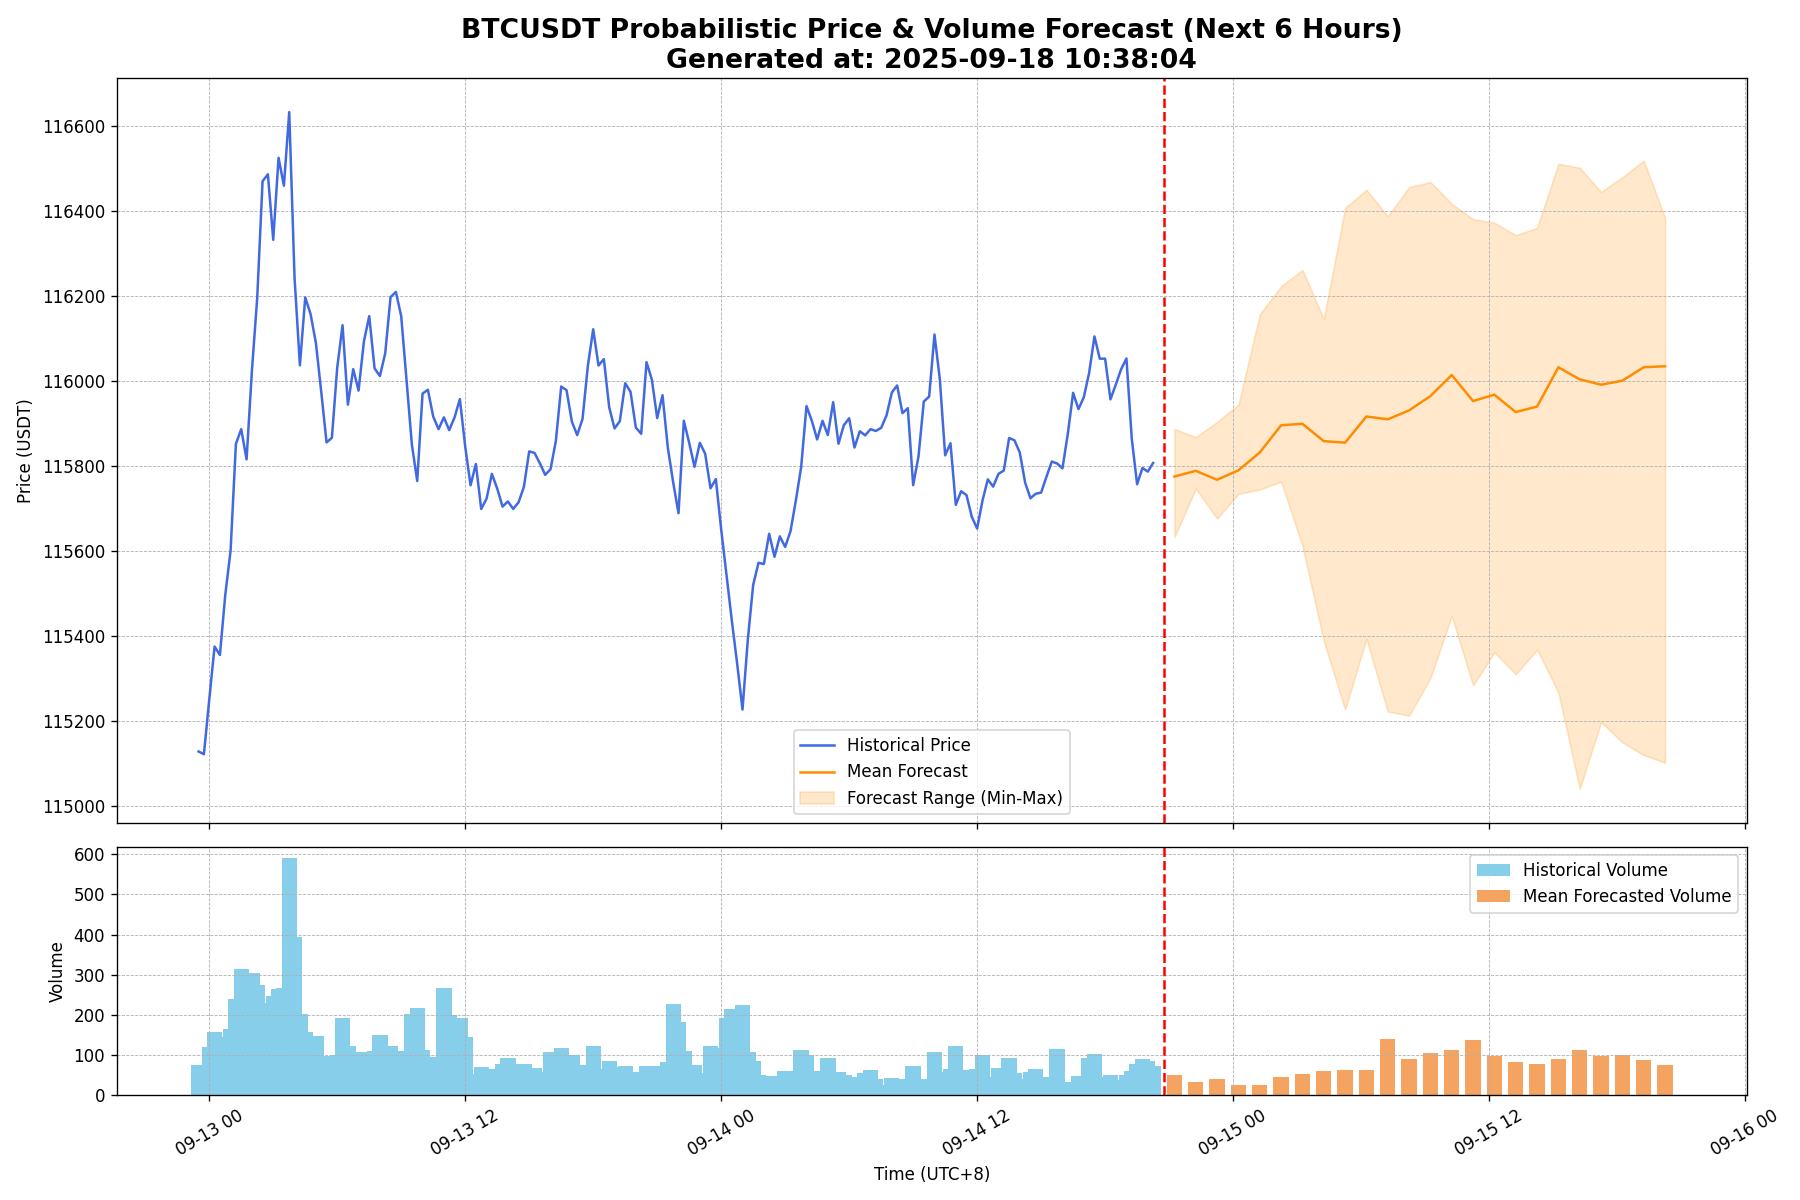 BTCUSDT Probabilistic Price & Volume Forecast (Next 6 Hours)
Generated at: 2025-09-18 10:38:04
Price (USDT)
116600
116400
116200
116000
115800
115600
115400
115200
115000
Historical Price
Mean Forecast
Forecast Range (Min-Max)
Volume
600
500
400
300
200
100
0
Historical Volume
Mean Forecasted Volume
09-13 00
09-13 12
09-14 00
09-14 12
09-15 00
09-15 12
09-16 00
Time (UTC+8)